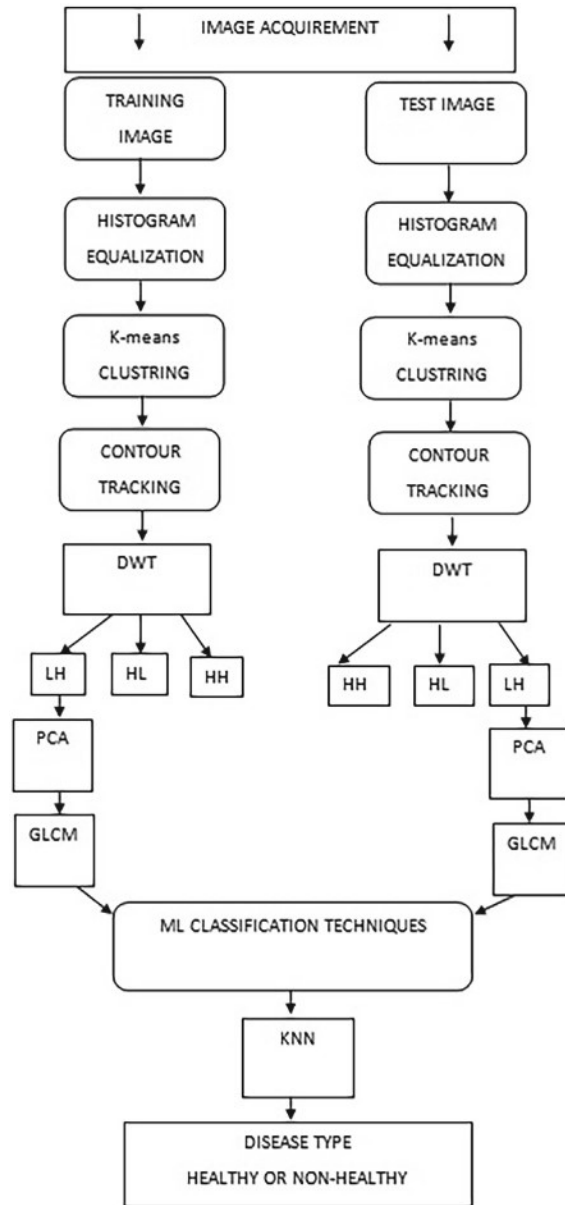 IMAGE ACQUIREMENT
TRAINING
IMAGE
TEST IMAGE
HISTOGRAM
EQUALIZATION
HISTOGRAM
EQUALIZATION
K-means
CLUSTRING
K-means
CLUSTRING
CONTOUR
TRACKING
CONTOUR
TRACKING
DWT
DWT
LH
HL
HH
HH
HL
LH
PCA
PCA
GLCM
GLCM
ML CLASSIFICATION TECHNIQUES
KNN
DISEASE TYPE
HEALTHY OR NON-HEALTHY